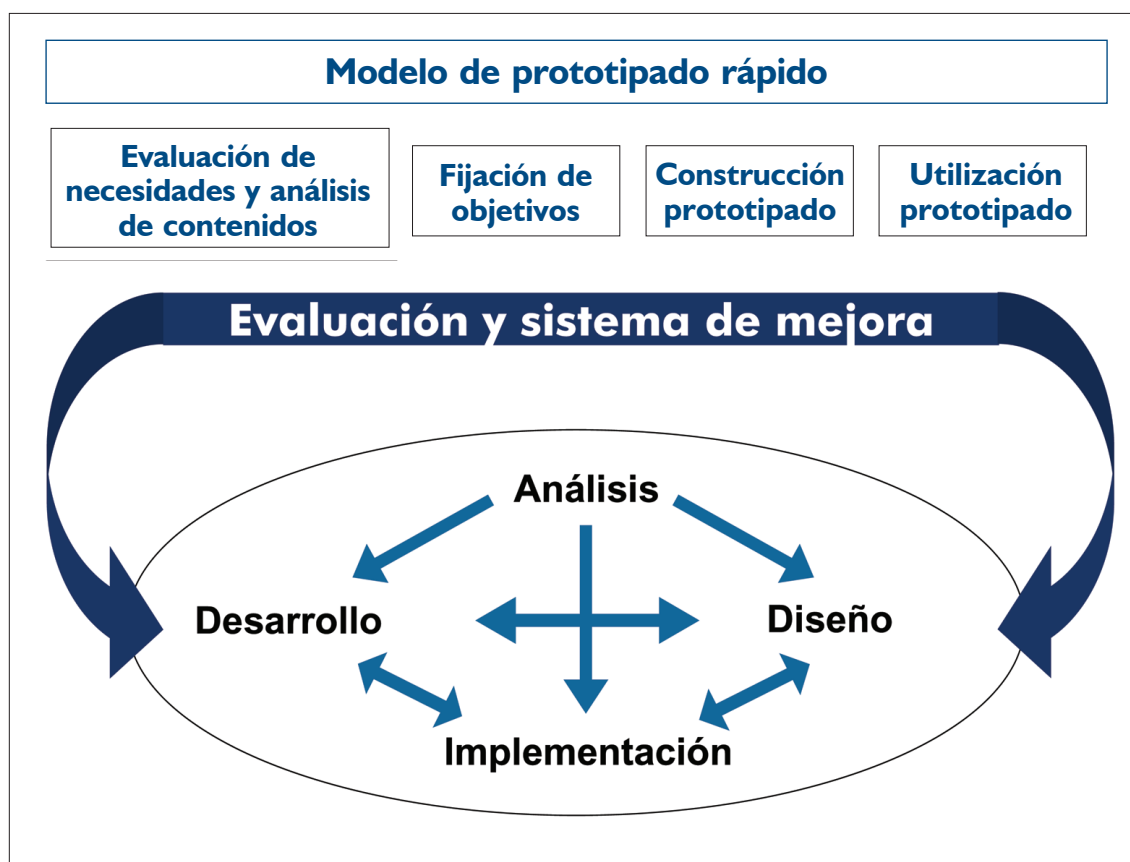 Modelo de prototipado rápido
Evaluación de
necesidades y análisis
de contenidos
Fijación de
objetivos
Construcción
prototipado
Utilización
prototipado
Evaluación y sistema de mejora
Análisis
Desarrollo
Diseño
Implementación